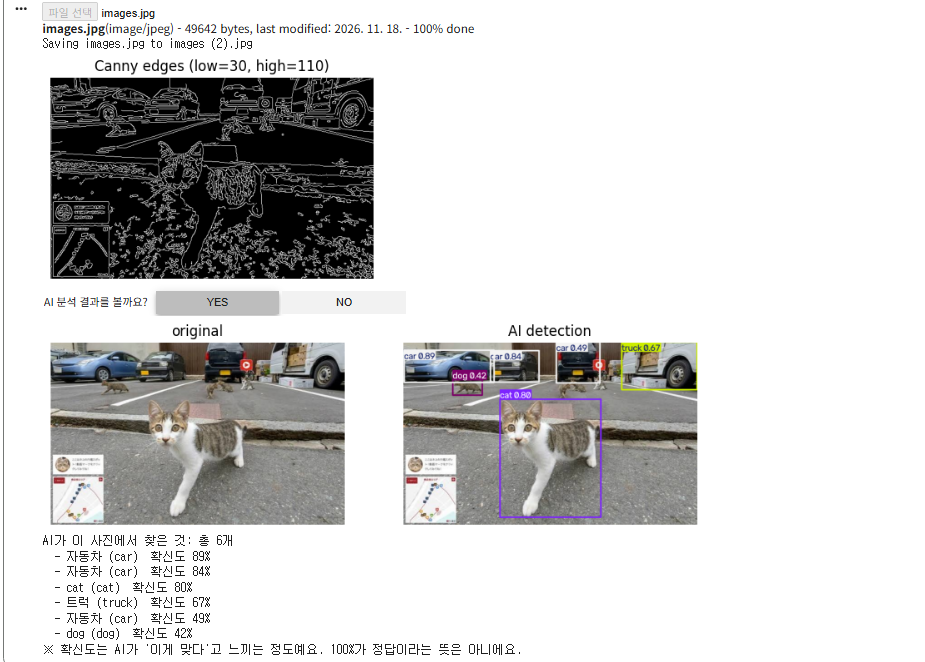 •••
파일 선택 images.jpg
images.jpg(image/jpeg) - 49642 bytes, last modified: 2026. 11. 18. - 100% done
Saving images.jpg to images (2).jpg
Canny edges (low=30, high=110)
AI 분석 결과를 볼까요? YES NO
original
AI detection
car 0.89
car 0.84
car 0.49
truck 0.67
dog 0.42
cat 0.80
AI가 이 사진에서 찾은 것: 총 6개
- 자동차 (car) 확신도 89%
- 자동차 (car) 확신도 84%
- cat (cat) 확신도 80%
- 트럭 (truck) 확신도 67%
- 자동차 (car) 확신도 49%
- dog (dog) 확신도 42%
※ 확신도는 AI가 '이게 맞다'고 느끼는 정도예요. 100%가 정답이라는 뜻은 아니에요.